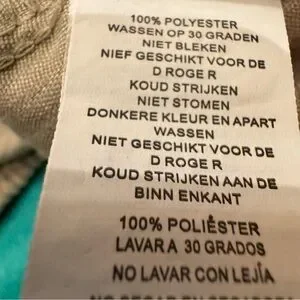 100% POLYESTER
WASSEN OP 30 GRADEN
NIET BLEKEN
NIEF GESCHIKT VOOR DE
D ROGE R
KOUD STRIJKEN
NIET STOMEN
DONKERE KLEUR EN APART
WASSEN
NIET GESCHIKT VOOR DE
D ROGE R
KOUD STRIJKEN AAN DE
BINN ENKANT
100% POLIÉSTER
LAVAR A 30 GRADOS
NO LAVAR CON LEJÍA